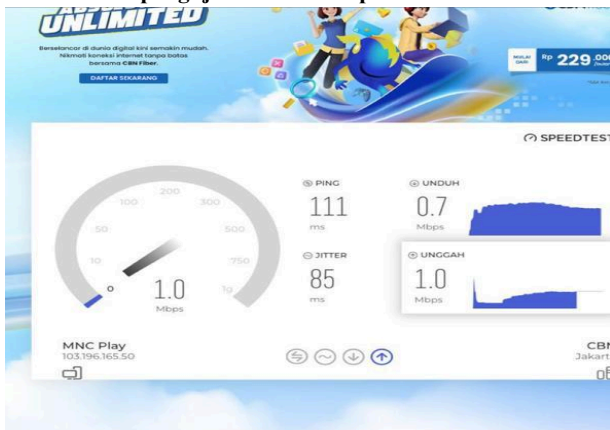 UNLIMITED
Berselancar di dunia digital kini semakin mudah.
Nikmati koneksi internet tanpa batas
bersama CBN Fiber.
DAFTAR SEKARANG
MULAI DARI
Rp 229.000
SPEEDTEST
PING
111
ms
UNDUH
0.7
Mbps
JITTER
85
ms
UNGGAH
1.0
Mbps
0
10
50
100
200
300
500
750
1g
1.0
Mbps
MNC Play
103.196.165.50
CBN
Jakart